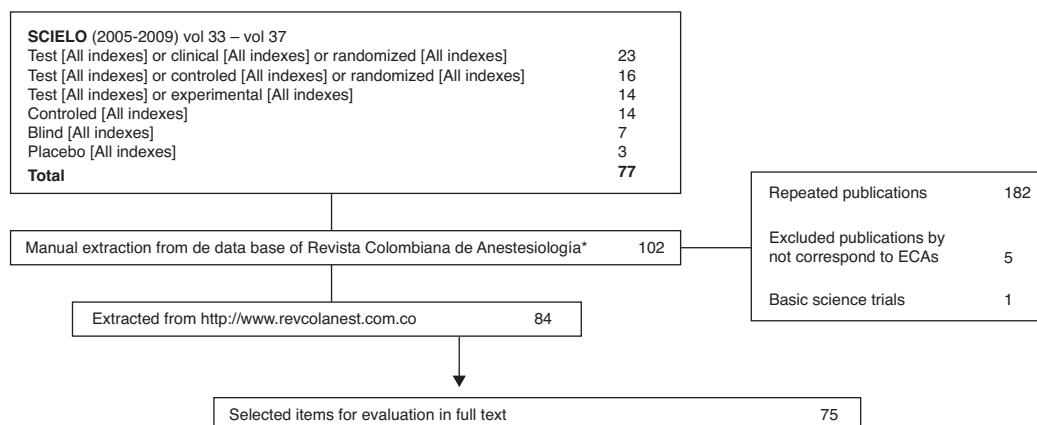 SCIELO (2005-2009) vol 33 – vol 37
Test [All indexes] or clinical [All indexes] or randomized [All indexes] 23
Test [All indexes] or controled [All indexes] or randomized [All indexes] 16
Test [All indexes] or experimental [All indexes] 14
Controled [All indexes] 14
Blind [All indexes] 7
Placebo [All indexes] 3
Total 77
Manual extraction from de data base of Revista Colombiana de Anestesiología* 102
Repeated publications 182
Excluded publications by
not correspond to ECAs 5
Basic science trials 1
Extracted from http://www.revcolanest.com.co 84
Selected items for evaluation in full text 75